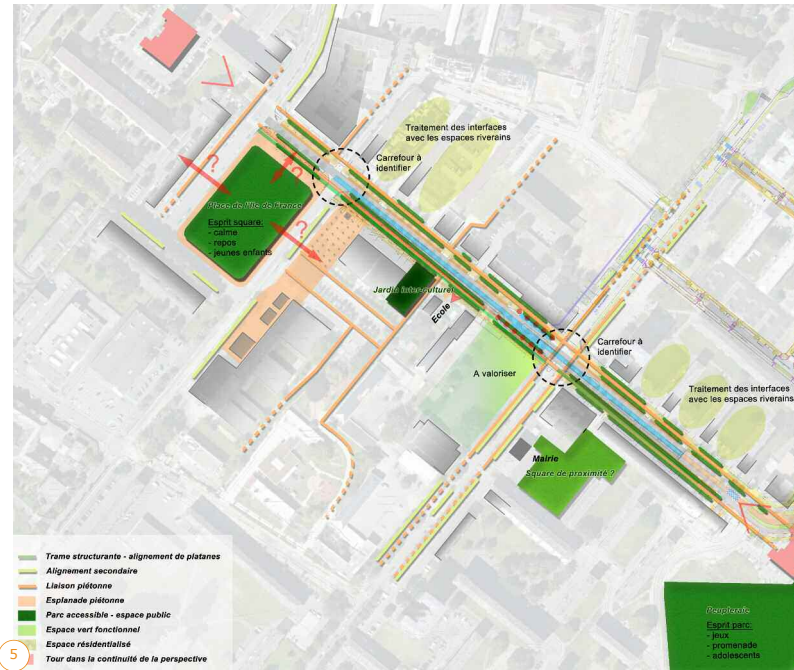 Traitement des interfaces
avec les espaces riverains
Carrefour à
identifier
?
?
Place de l'Ile de France
Esprit square:
- calme
- repos
- jeunes enfants
?
Jardin inter-culturel
Ecole
Carrefour à
identifier
A valoriser
Traitement des interfaces
avec les espaces riverains
Mairie
Square de proximité ?
Trame structurante - alignement de platanes
Alignement secondaire
Liaison piétonne
Esplanade piétonne
Parc accessible - espace public
Espace vert fonctionnel
Espace résidentialisé
Tour dans la continuité de la perspective
Peupleraie
Esprit parc:
- jeux
- promenade
- adolescents
5